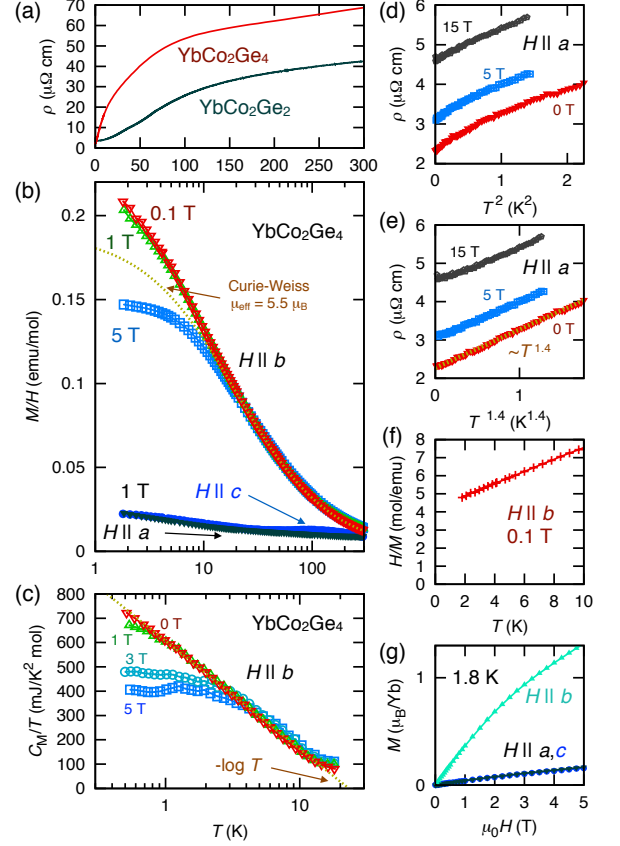 (a)
70
60
50
40
30
20
10
0
ρ (μΩ cm)
YbCo₂Ge₄
YbCo₂Ge₂
0
50
100
150
200
250
300
(b)
0.2
0.15
0.1
0.05
0
M/H (emu/mol)
0.1 T
1 T
5 T
YbCo₂Ge₄
Curie-Weiss
μeff = 5.5 μB
H || b
1 T
H || c
H || a
1
10
100
T (K)
(c)
800
700
600
500
400
300
200
100
0
CM/T (mJ/K² mol)
0 T
1 T
3 T
5 T
YbCo₂Ge₄
H || b
-log T
1
10
T (K)
(d)
6
5
4
3
2
ρ (μΩ cm)
15 T
H || a
5 T
0 T
0
1
2
T² (K²)
(e)
6
5
4
3
2
ρ (μΩ cm)
15 T
H || a
5 T
0 T
~T¹·⁴
0
1
T ¹·⁴ (K¹·⁴)
(f)
8
7
6
5
4
3
2
1
0
H/M (mol/emu)
H || b
0.1 T
0
2
4
6
8
10
T (K)
(g)
1
0
M (μB/Yb)
1.8 K
H || b
H || a,c
0
1
2
3
4
5
μ₀H (T)